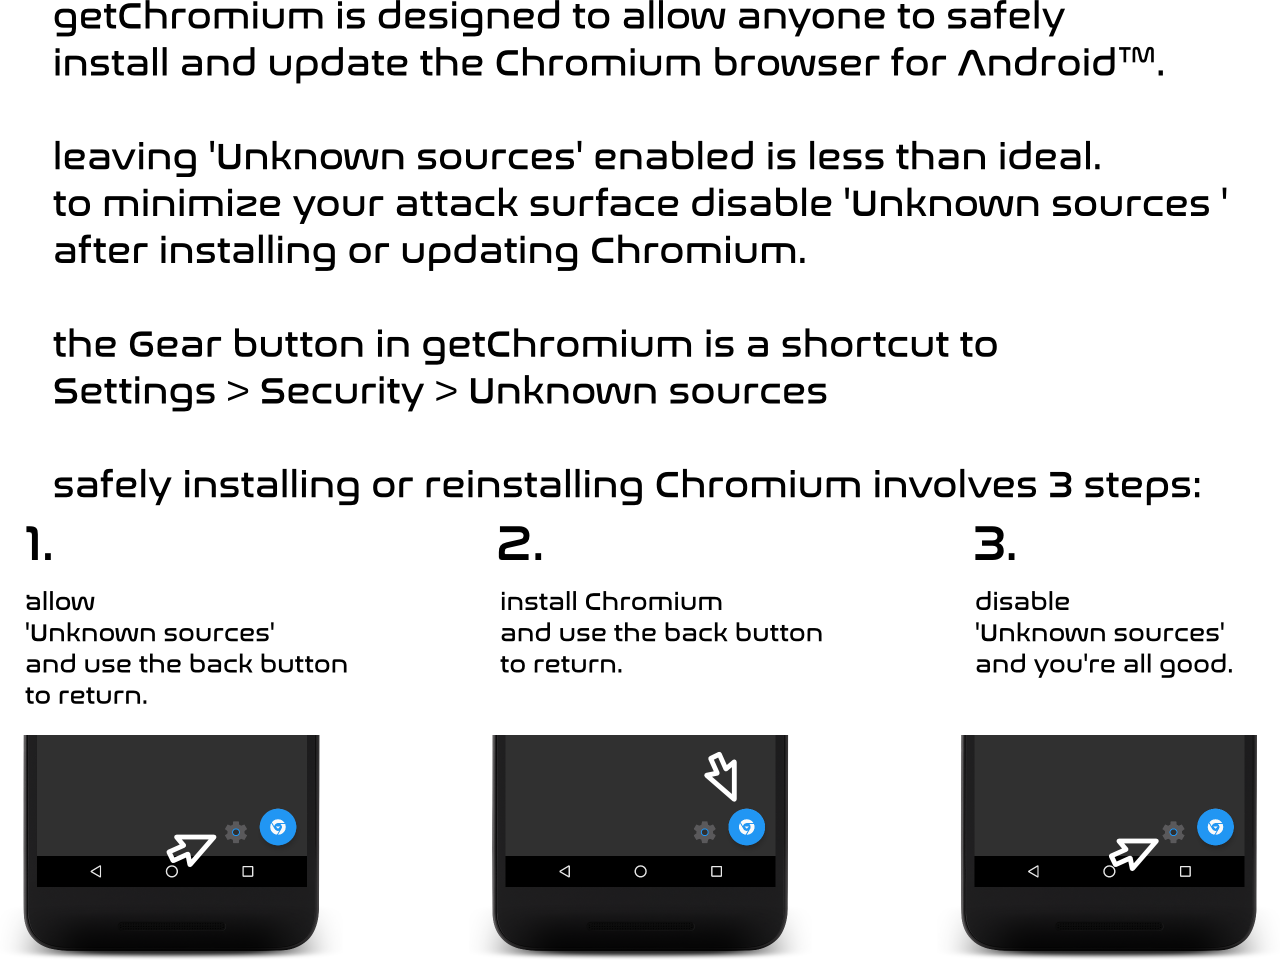 getChromium is designed to allow anyone to safely
install and update the Chromium browser for Android™.
leaving 'Unknown sources' enabled is less than ideal.
to minimize your attack surface disable 'Unknown sources '
after installing or updating Chromium.
the Gear button in getChromium is a shortcut to
Settings > Security > Unknown sources
safely installing or reinstalling Chromium involves 3 steps:
1.
allow
'Unknown sources'
and use the back button
to return.
2.
install Chromium
and use the back button
to return.
3.
disable
'Unknown sources'
and you're all good.